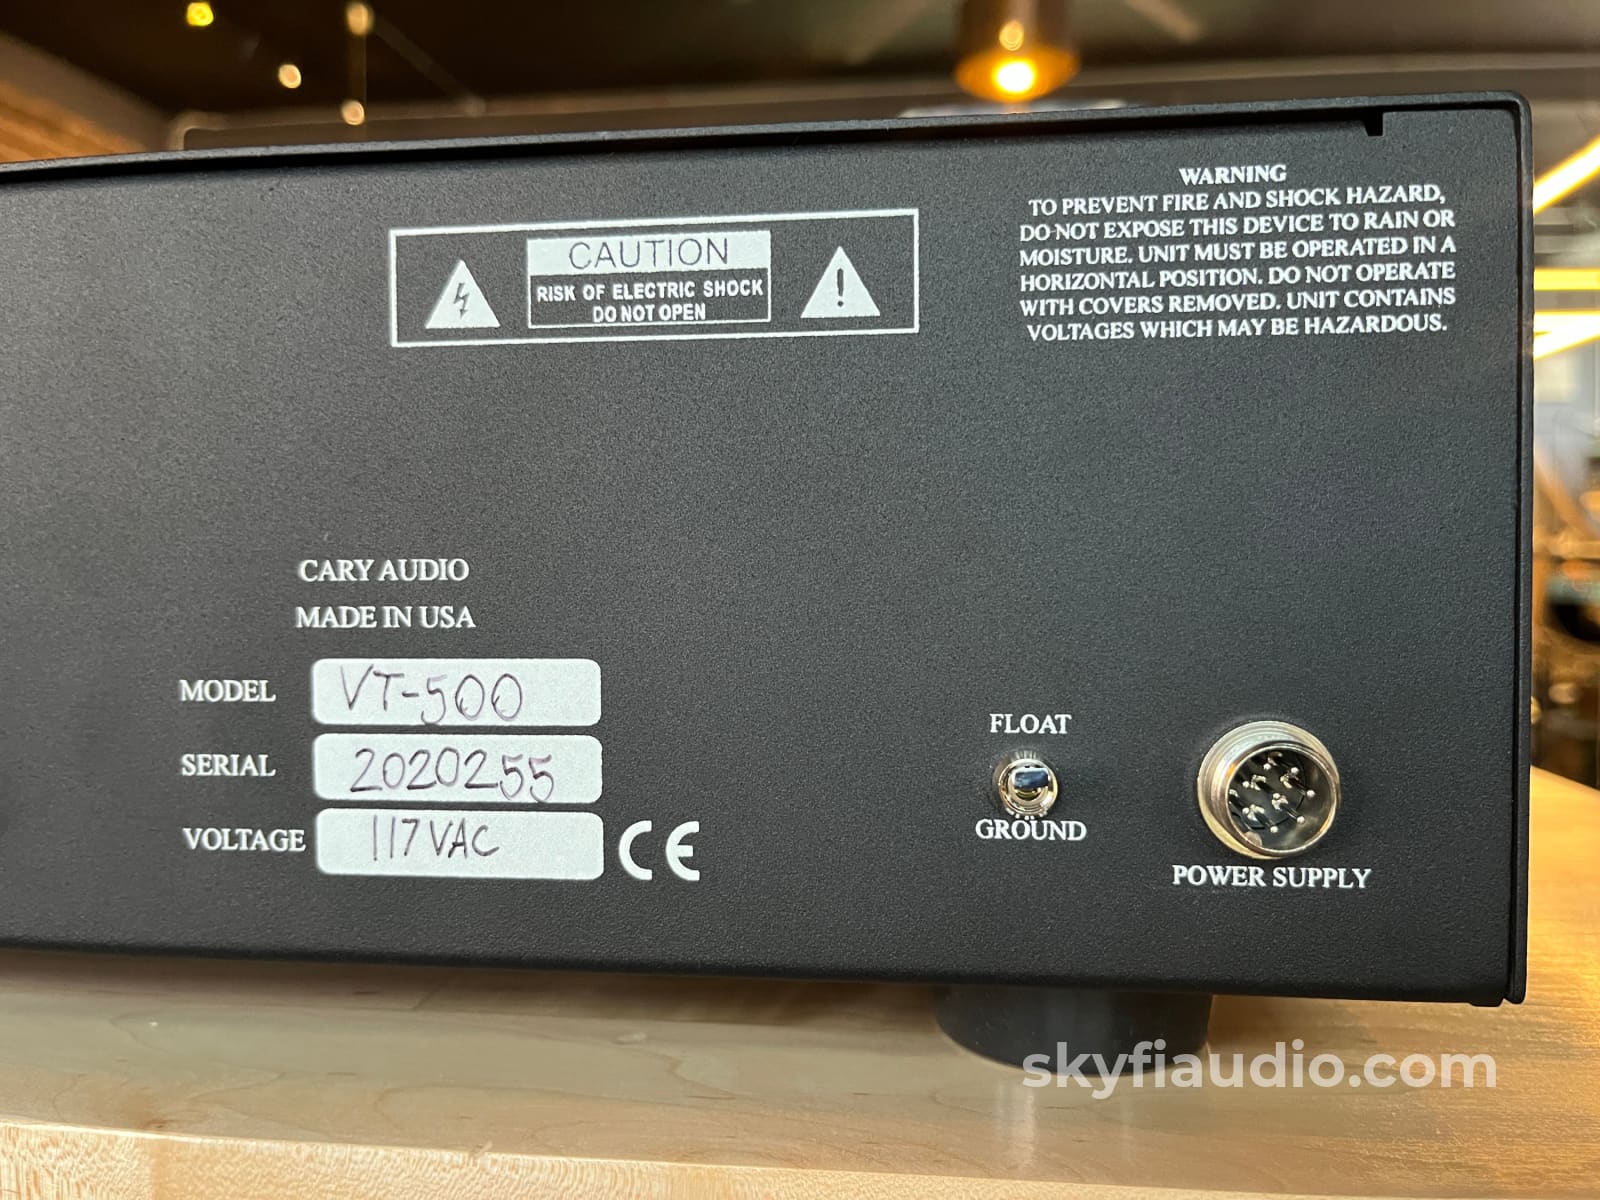 WARNING
TO PREVENT FIRE AND SHOCK HAZARD,
DO NOT EXPOSE THIS DEVICE TO RAIN OR
MOISTURE. UNIT MUST BE OPERATED IN A
HORIZONTAL POSITION. DO NOT OPERATE
WITH COVERS REMOVED. UNIT CONTAINS
VOLTAGES WHICH MAY BE HAZARDOUS.
CAUTION
RISK OF ELECTRIC SHOCK
DO NOT OPEN
CARY AUDIO
MADE IN USA
MODEL VT-500
SERIAL 2020255
VOLTAGE 117VAC CE
FLOAT
GROUND
POWER SUPPLY
skyfiaudio.com